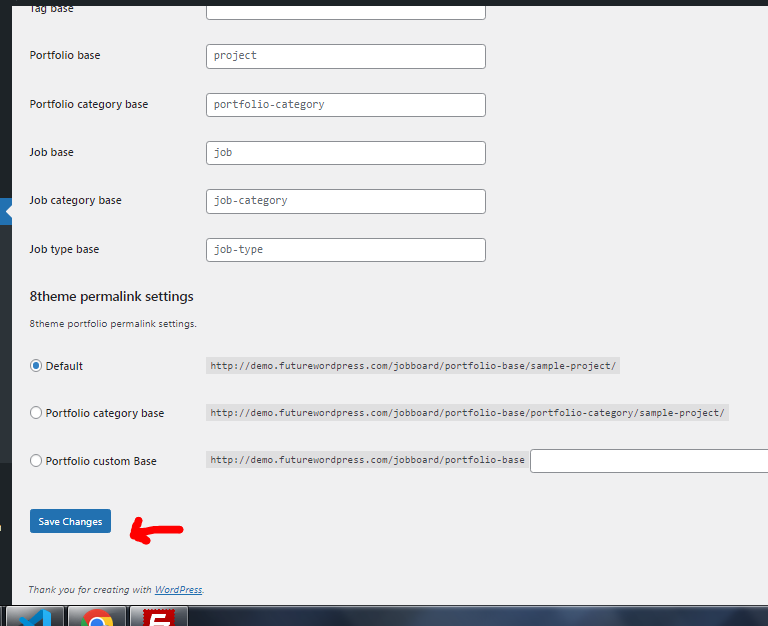 Tag base
Portfolio base project
Portfolio category base portfolio-category
Job base job
Job category base job-category
Job type base job-type
8theme permalink settings
8theme portfolio permalink settings.
Default http://demo.futurewordpress.com/jobboard/portfolio-base/sample-project/
Portfolio category base http://demo.futurewordpress.com/jobboard/portfolio-base/portfolio-category/sample-project/
Portfolio custom Base http://demo.futurewordpress.com/jobboard/portfolio-base
Save Changes
Thank you for creating with WordPress.